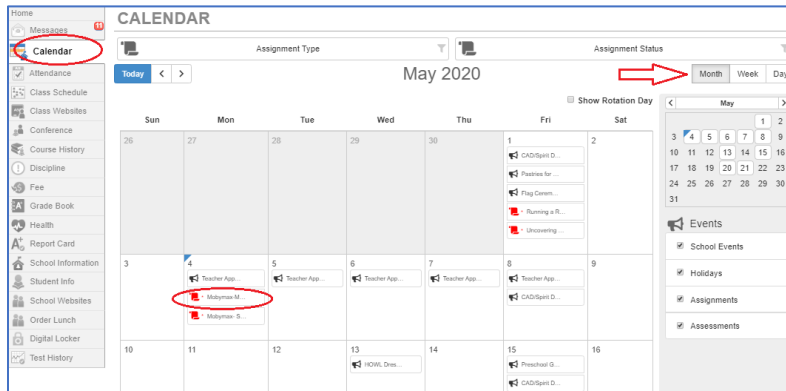 Home
Messages
11
Calendar
Attendance
Class Schedule
Class Websites
Conference
Course History
Discipline
Fee
Grade Book
Health
Report Card
School Information
Student Info
School Websites
Order Lunch
Digital Locker
Test History
CALENDAR
Assignment Type
Assignment Status
Today < >
May 2020
Month Week Day
Show Rotation Day
Sun Mon Tue Wed Thu Fri Sat
26 27 28 29 30 1 2
CAD/Spirit D...
Pastries for ...
Flag Cerem...
Running a R...
Uncovering ...
3 4 5 6 7 8 9
Teacher App... Teacher App... Teacher App... Teacher App... Teacher App...
Mobymax-M... CAD/Spirit D...
Mobymax- S...
10 11 12 13 14 15 16
HOWL Dres... Preschool G...
CAD/Spirit D...
< May >
1 2
3 4 5 6 7 8 9
10 11 12 13 14 15 16
17 18 19 20 21 22 23
24 25 26 27 28 29 30
31
Events
School Events
Holidays
Assignments
Assessments